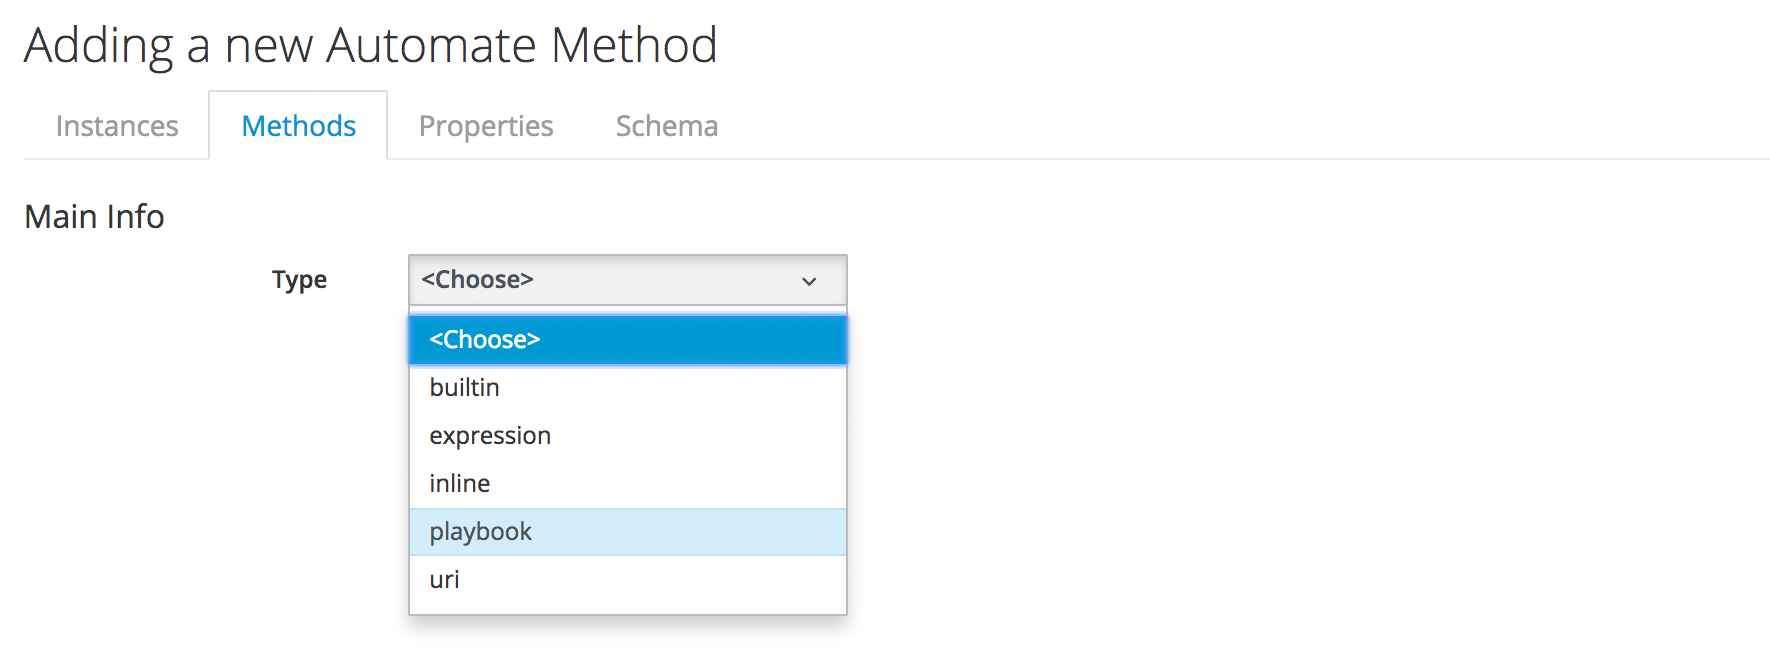 Adding a new Automate Method
Instances Methods Properties Schema
Main Info
Type <Choose>
<Choose>
builtin
expression
inline
playbook
uri